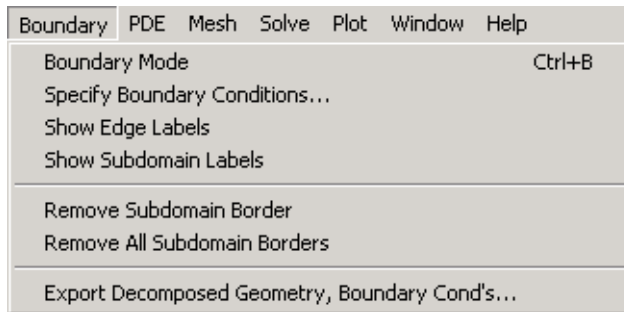 Boundary PDE Mesh Solve Plot Window Help
Boundary Mode Ctrl+B
Specify Boundary Conditions...
Show Edge Labels
Show Subdomain Labels
Remove Subdomain Border
Remove All Subdomain Borders
Export Decomposed Geometry, Boundary Cond's...